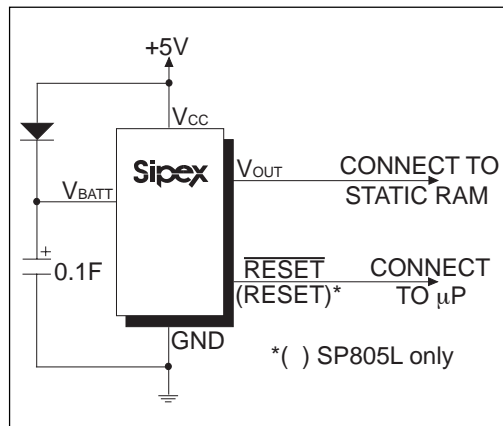 +5V
VCC
Sipex
VBATT
VOUT
CONNECT TO
STATIC RAM
+
0.1F
RESET
(RESET)*
CONNECT
TO µP
GND
*( ) SP805L only